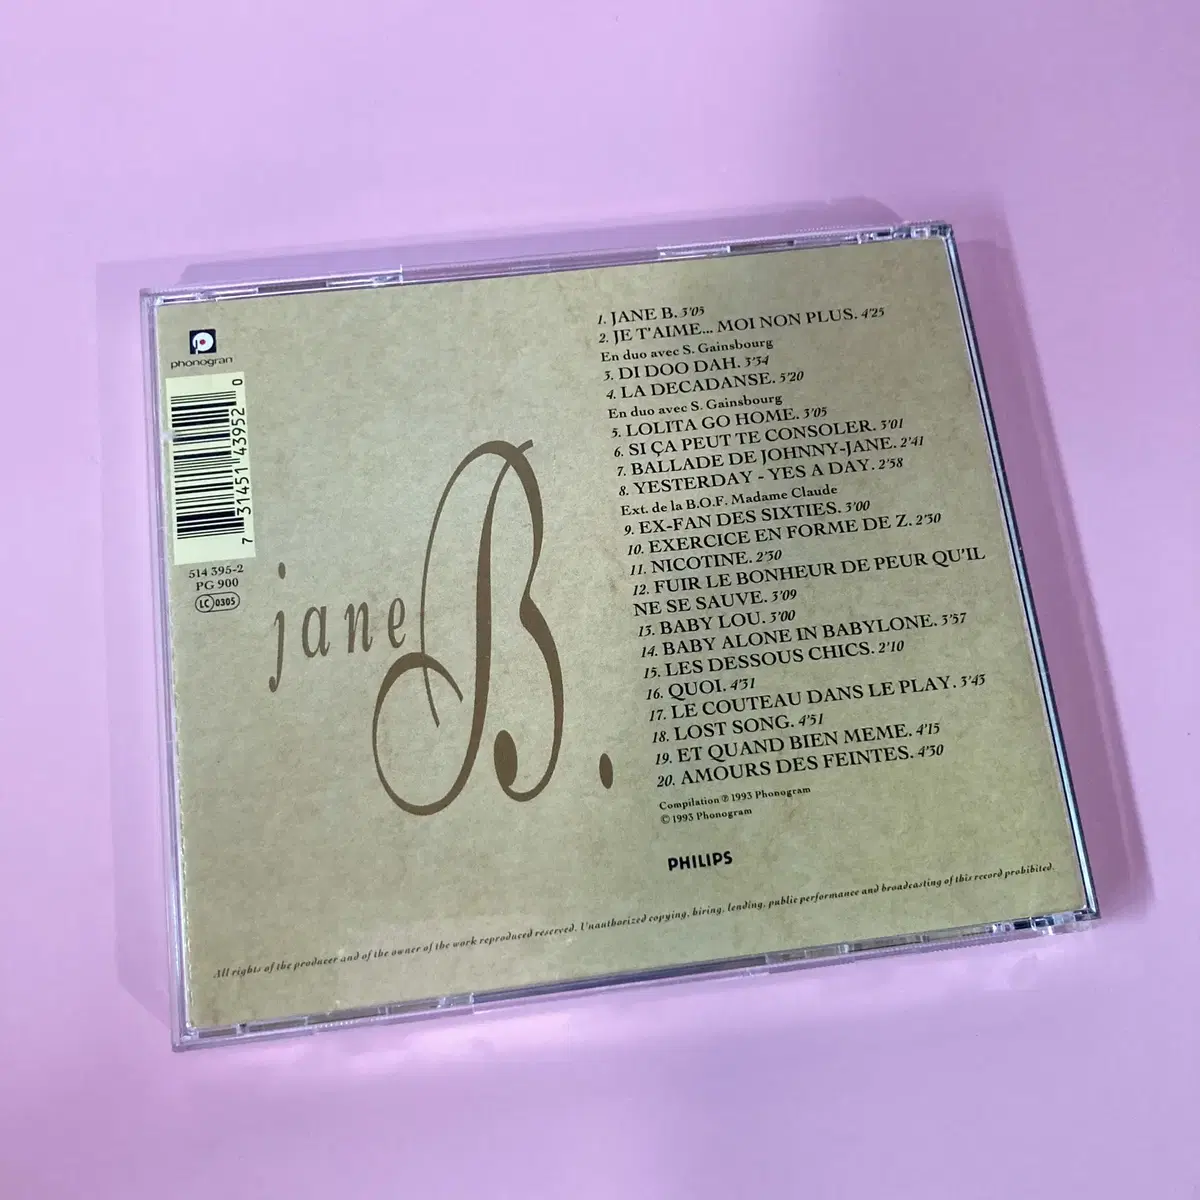 phonogram
7 31451 43952 0
514 395-2
PG 900
LC 0305
jane B.
1. JANE B. 3'05
2. JE T'AIME... MOI NON PLUS. 4'25
En duo avec S. Gainsbourg
3. DI DOO DAH. 3'34
4. LA DECADANSE. 5'20
En duo avec S. Gainsbourg
5. LOLITA GO HOME. 3'05
6. SI ÇA PEUT TE CONSOLER. 3'01
7. BALLADE DE JOHNNY-JANE. 2'41
8. YESTERDAY - YES A DAY. 2'58
Ext. de la B.O.F. Madame Claude
9. EX-FAN DES SIXTIES. 3'00
10. EXERCICE EN FORME DE Z. 2'30
11. NICOTINE. 2'30
12. FUIR LE BONHEUR DE PEUR QU'IL
NE SE SAUVE. 3'09
13. BABY LOU. 3'00
14. BABY ALONE IN BABYLONE. 3'57
15. LES DESSOUS CHICS. 2'10
16. QUOI. 4'31
17. LE COUTEAU DANS LE PLAY. 3'43
18. LOST SONG. 4'51
19. ET QUAND BIEN MEME. 4'15
20. AMOURS DES FEINTES. 4'30
Compilation ℗ 1993 Phonogram
© 1993 Phonogram
PHILIPS
All rights of the producer and of the owner of the work reproduced reserved. Unauthorized copying, hiring, lending, public performance and broadcasting of this record prohibited.